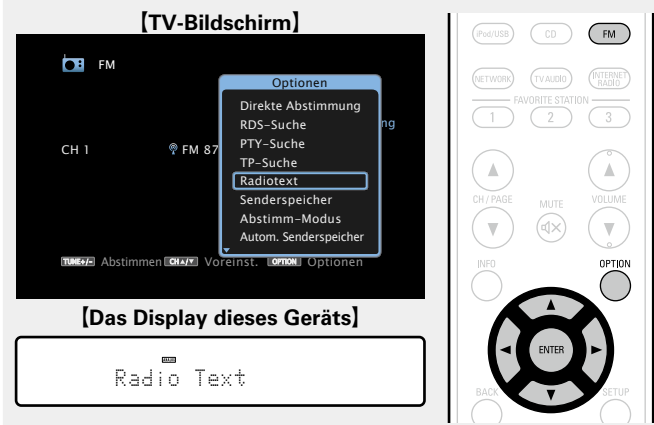 【TV-Bildschirm】
FM
Optionen
Direkte Abstimmung
RDS-Suche
ng
PTY-Suche
CH 1
FM 87
TP-Suche
Radiotext
Senderspeicher
Abstimm-Modus
Autom. Senderspeicher
TUNE+/- Abstimmen CH▲/▼ Voreinst. OPTION Optionen
【Das Display dieses Geräts】
Radio Text
iPod/USB CD FM
NETWORK TV AUDIO INTERNET RADIO
FAVORITE STATION
1 2 3
CH / PAGE MUTE VOLUME
INFO OPTION
ENTER
BACK SETUP